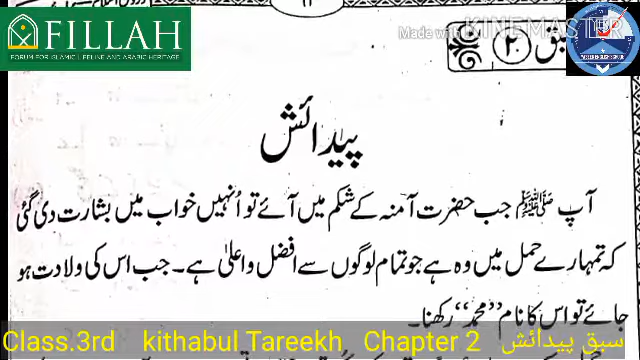 FILLAH
FORUM FOR ISLAMIC LIFELINE AND ARABIC HERITAGE
Made with KINEMASTER
سبق ۲
پیدائش
آپ ﷺ جب حضرت آمنہ کے شکم میں آئے تو اُنہیں خواب میں بشارت دی گئی
کہ تمہارے حمل میں وہ ہے جو تمام لوگوں سے افضل و اعلیٰ ہے۔ جب اس کی ولادت ہو
جائے تو اس کا نام ”محمد“ رکھنا۔
Class.3rd kithabul Tareekh, Chapter 2 سبق پیدائش